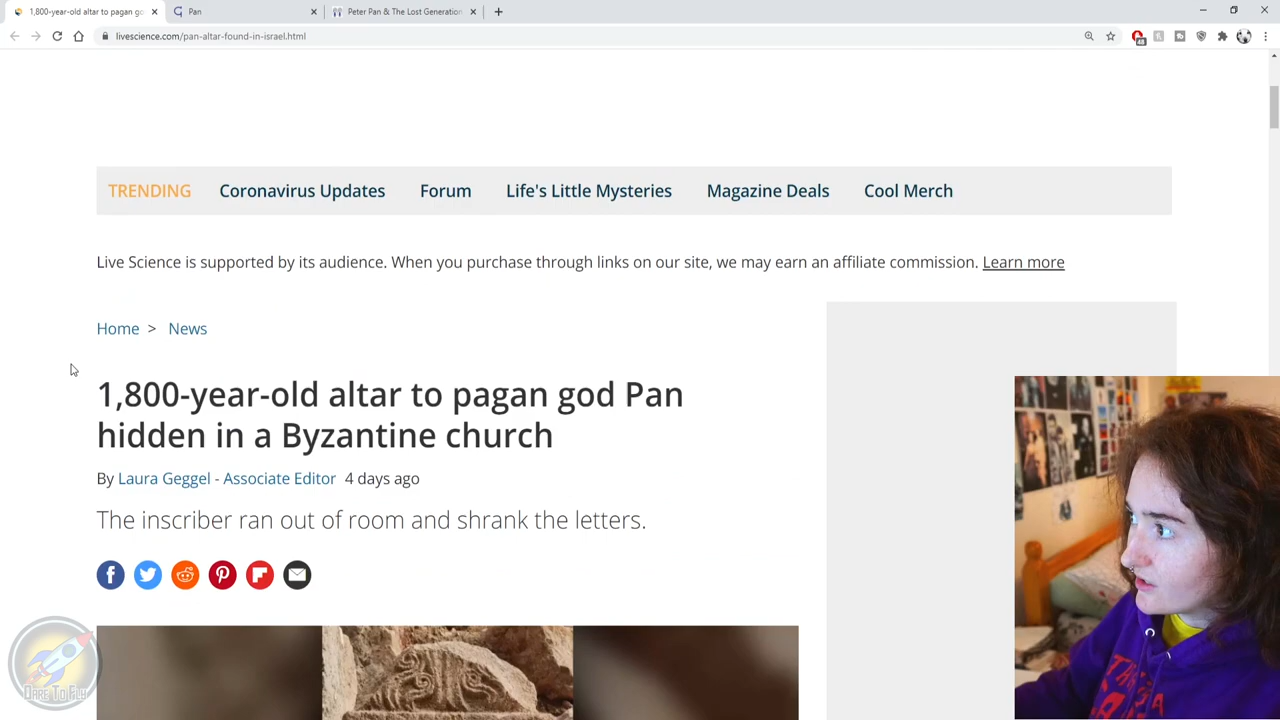 1,800-year-old altar to pagan go
Pan
Peter Pan & The Lost Generation
livescience.com/pan-altar-found-in-israel.html
48
TRENDING Coronavirus Updates Forum Life's Little Mysteries Magazine Deals Cool Merch
Live Science is supported by its audience. When you purchase through links on our site, we may earn an affiliate commission. Learn more
Home > News
1,800-year-old altar to pagan god Pan
hidden in a Byzantine church
By Laura Geggel - Associate Editor 4 days ago
The inscriber ran out of room and shrank the letters.
DARE TO FLY